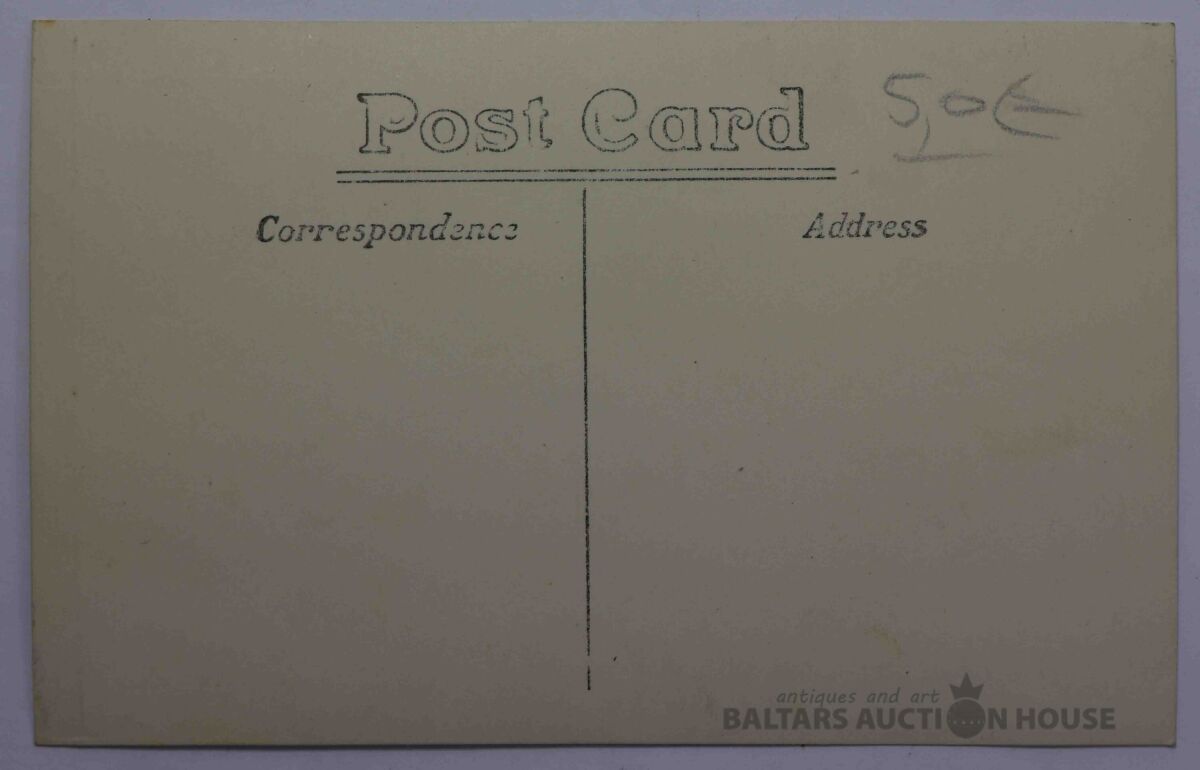 Post Card
5,0€
Correspondence
Address
antiques and art
BALTARS AUCTION HOUSE